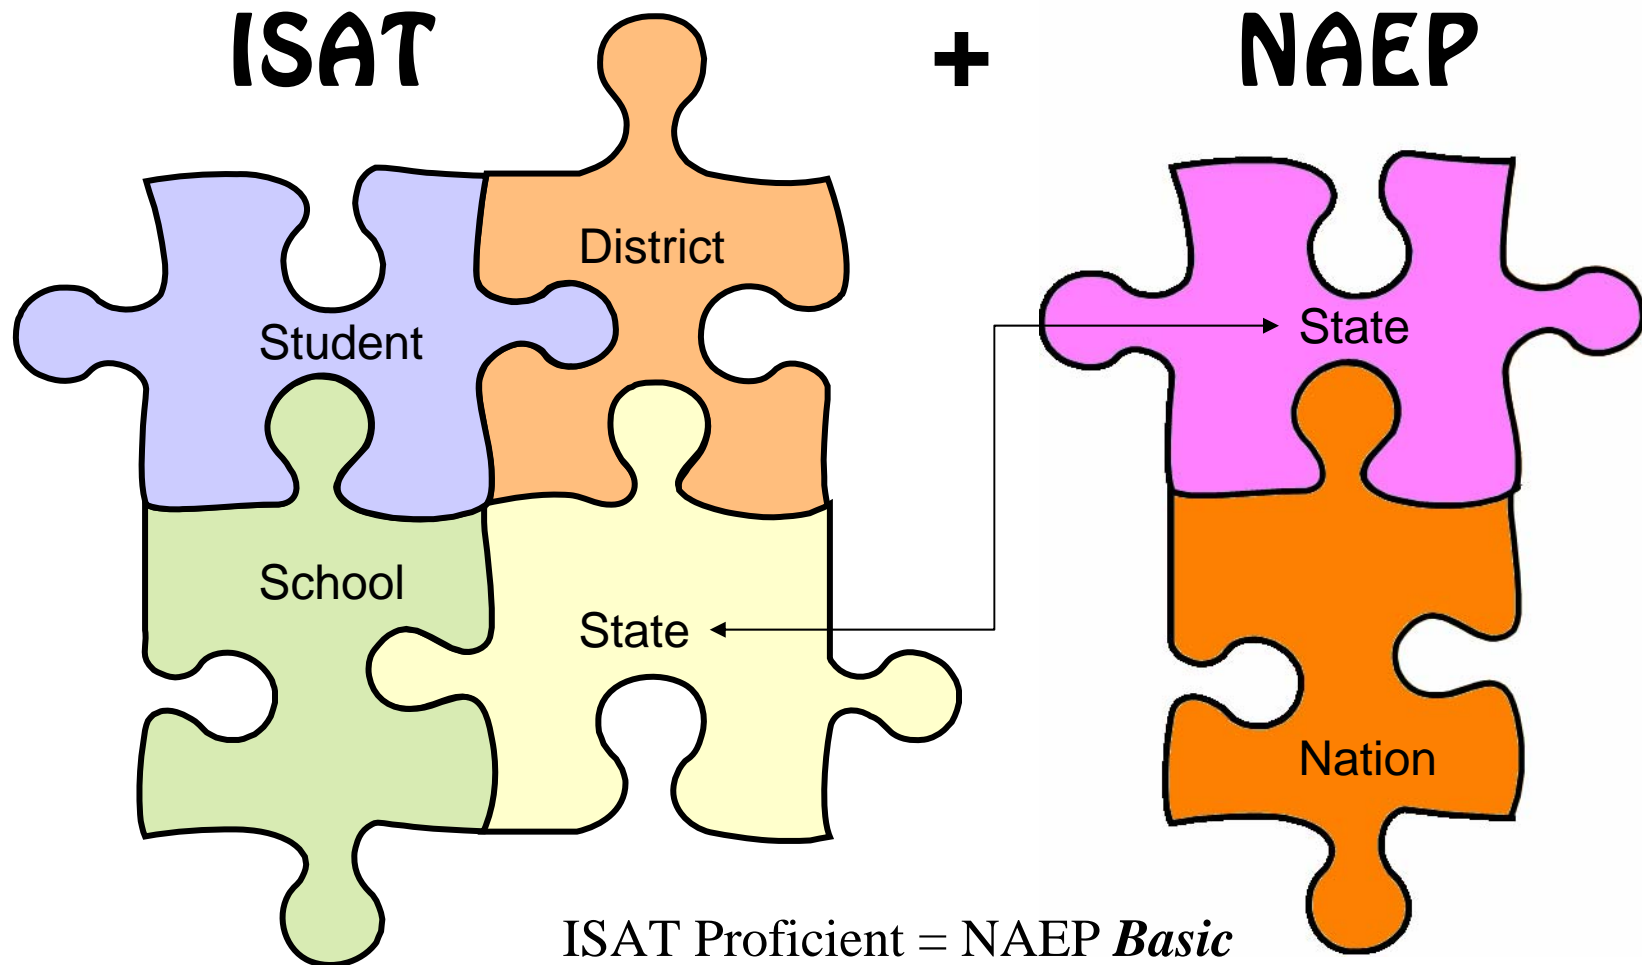 ISAT + NAEP
District
Student
State
School
State
Nation
ISAT Proficient = NAEP Basic